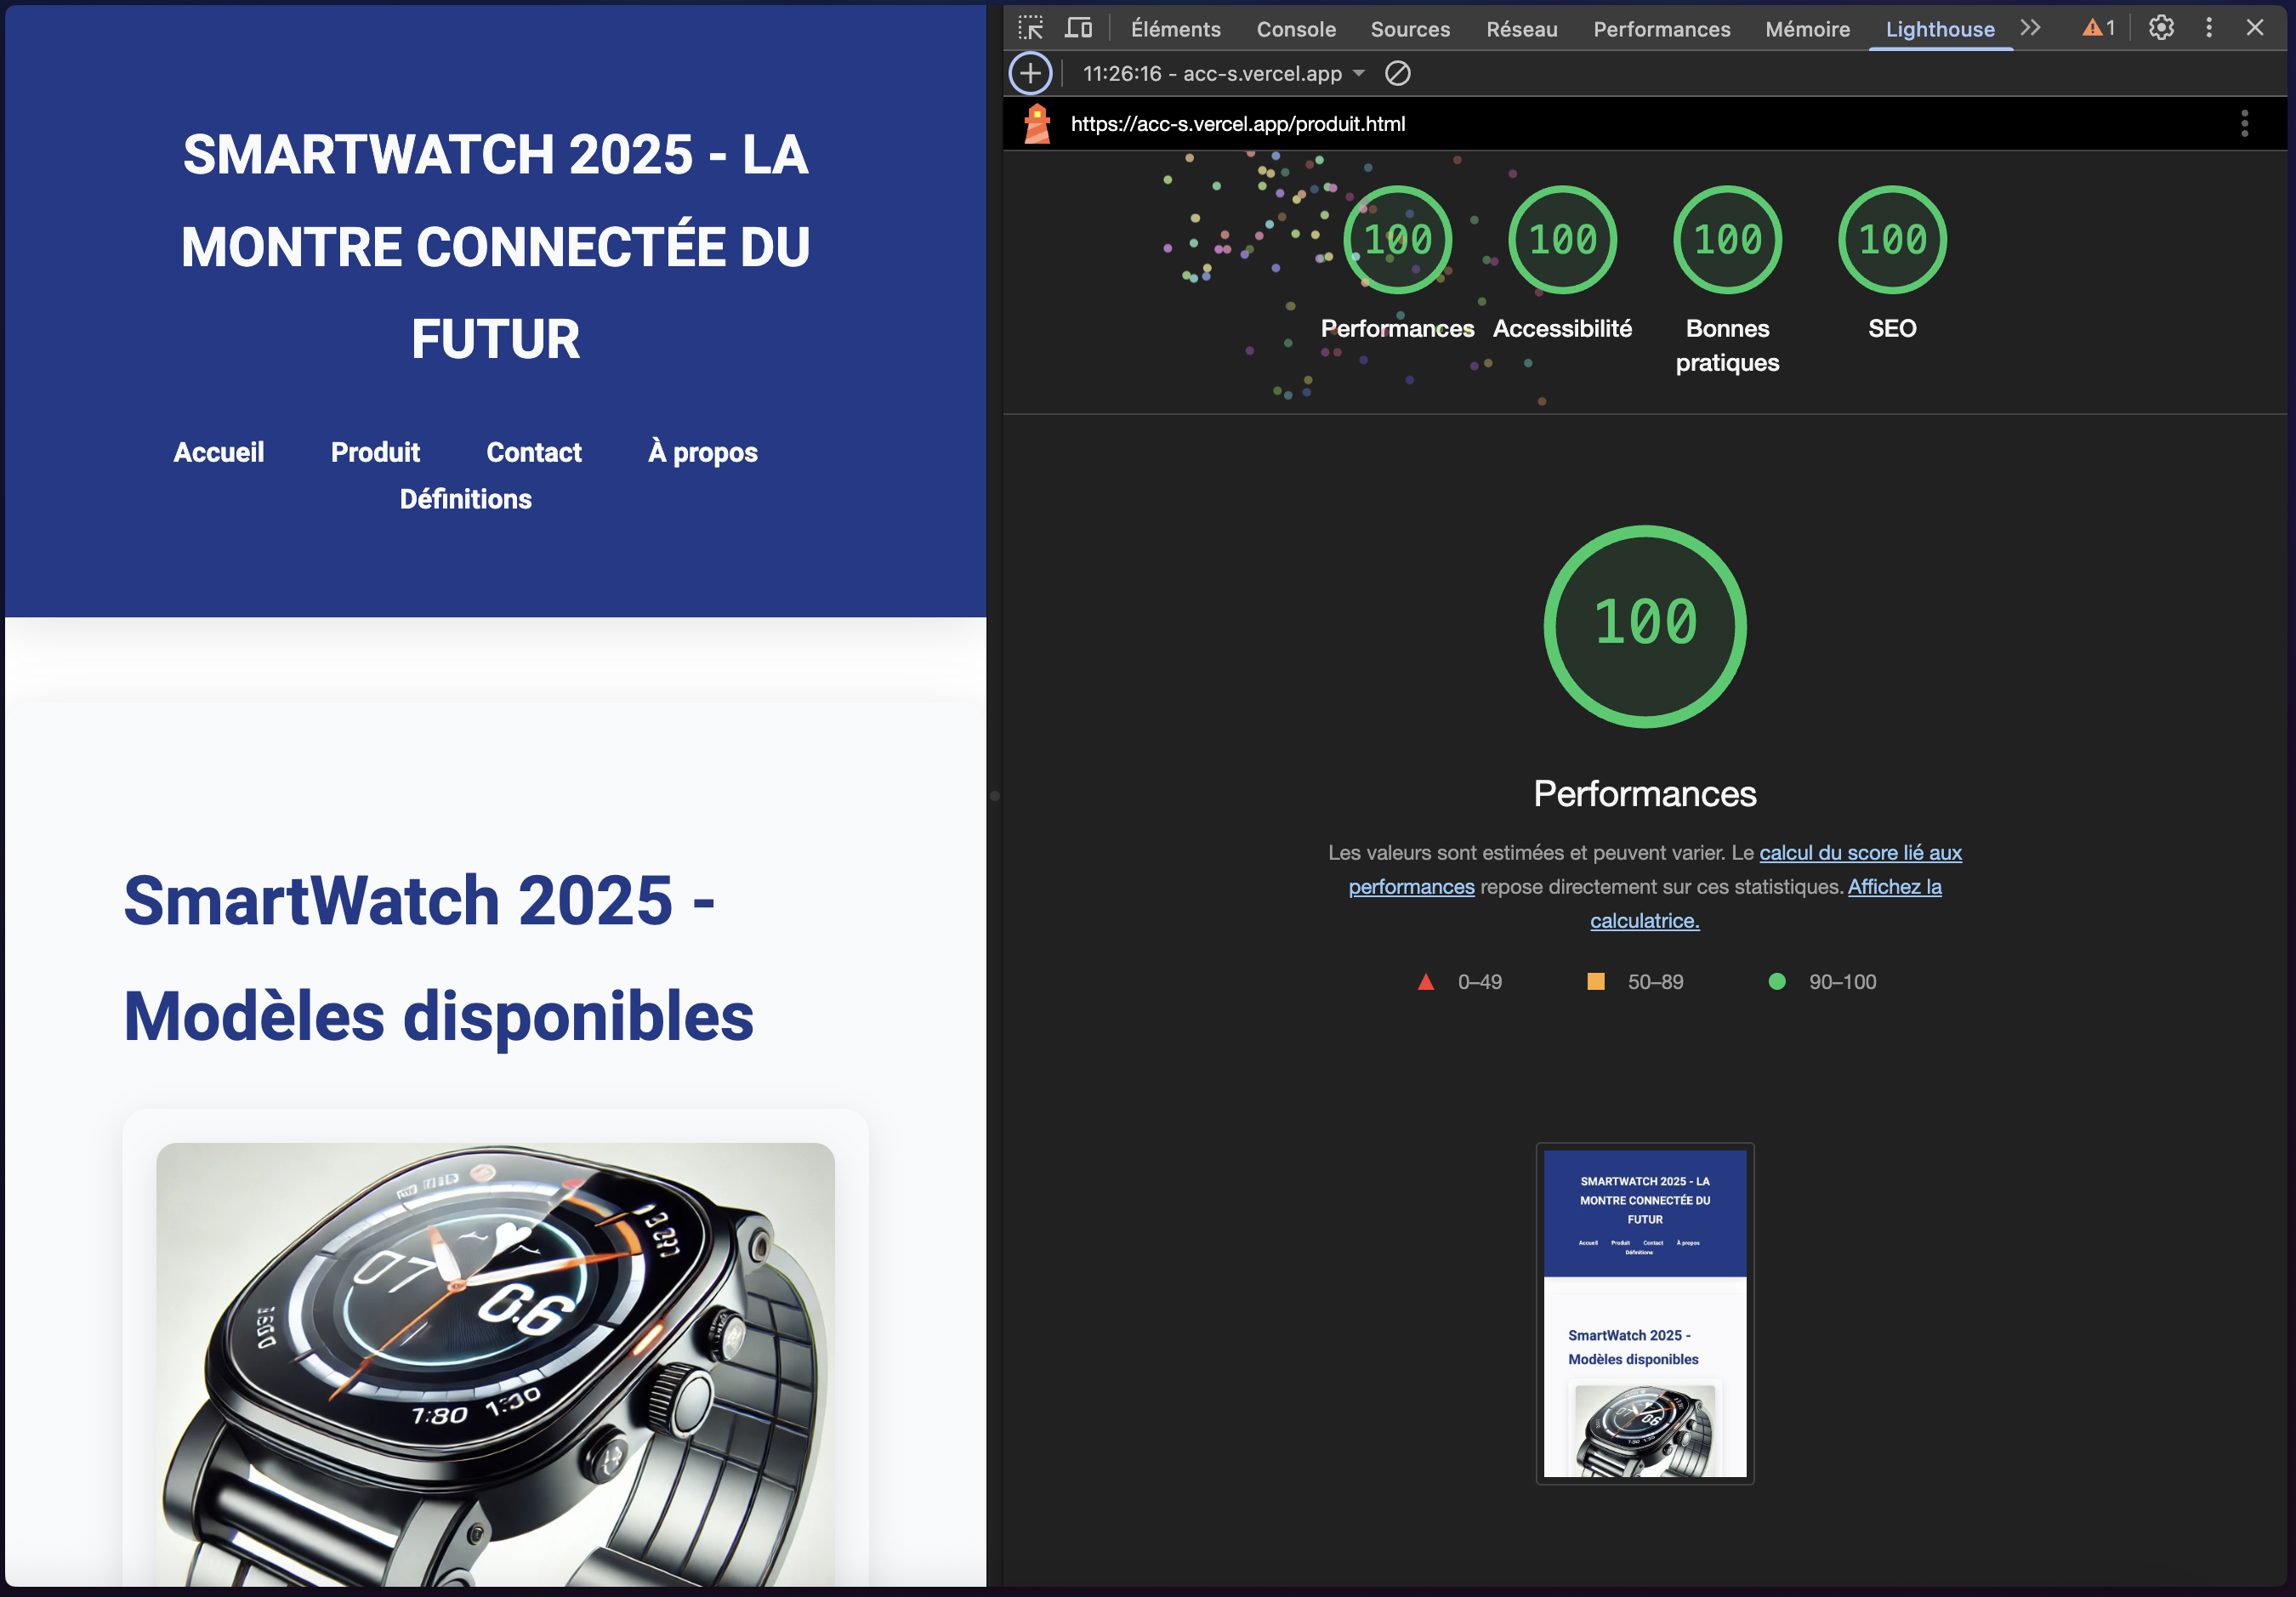 SMARTWATCH 2025 - LA
MONTRE CONNECTÉE DU
FUTUR
Accueil Produit Contact À propos
Définitions
SmartWatch 2025 -
Modèles disponibles
07
06
7:80 1:30
Éléments Console Sources Réseau Performances Mémoire Lighthouse 1
11:26:16 - acc-s.vercel.app
https://acc-s.vercel.app/produit.html
100 100 100 100
Performances Accessibilité Bonnes pratiques SEO
100
Performances
Les valeurs sont estimées et peuvent varier. Le calcul du score lié aux
performances repose directement sur ces statistiques. Affichez la
calculatrice.
0–49 50–89 90–100
SMARTWATCH 2025 - LA
MONTRE CONNECTÉE DU
FUTUR
Accueil Produit Contact À propos
Définitions
SmartWatch 2025 -
Modèles disponibles